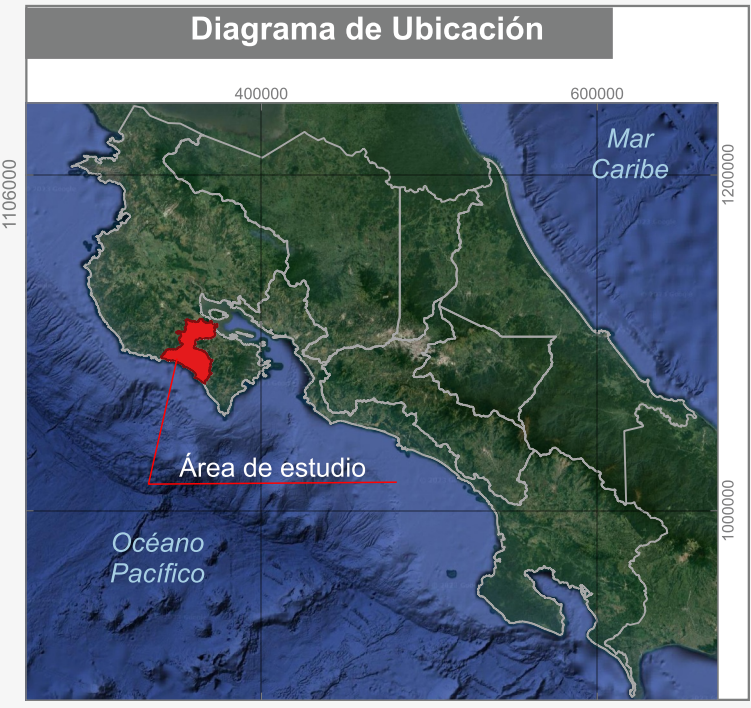 Diagrama de Ubicación
400000
600000
Mar
Caribe
1106000
1200000
Área de estudio
1000000
Océano
Pacífico